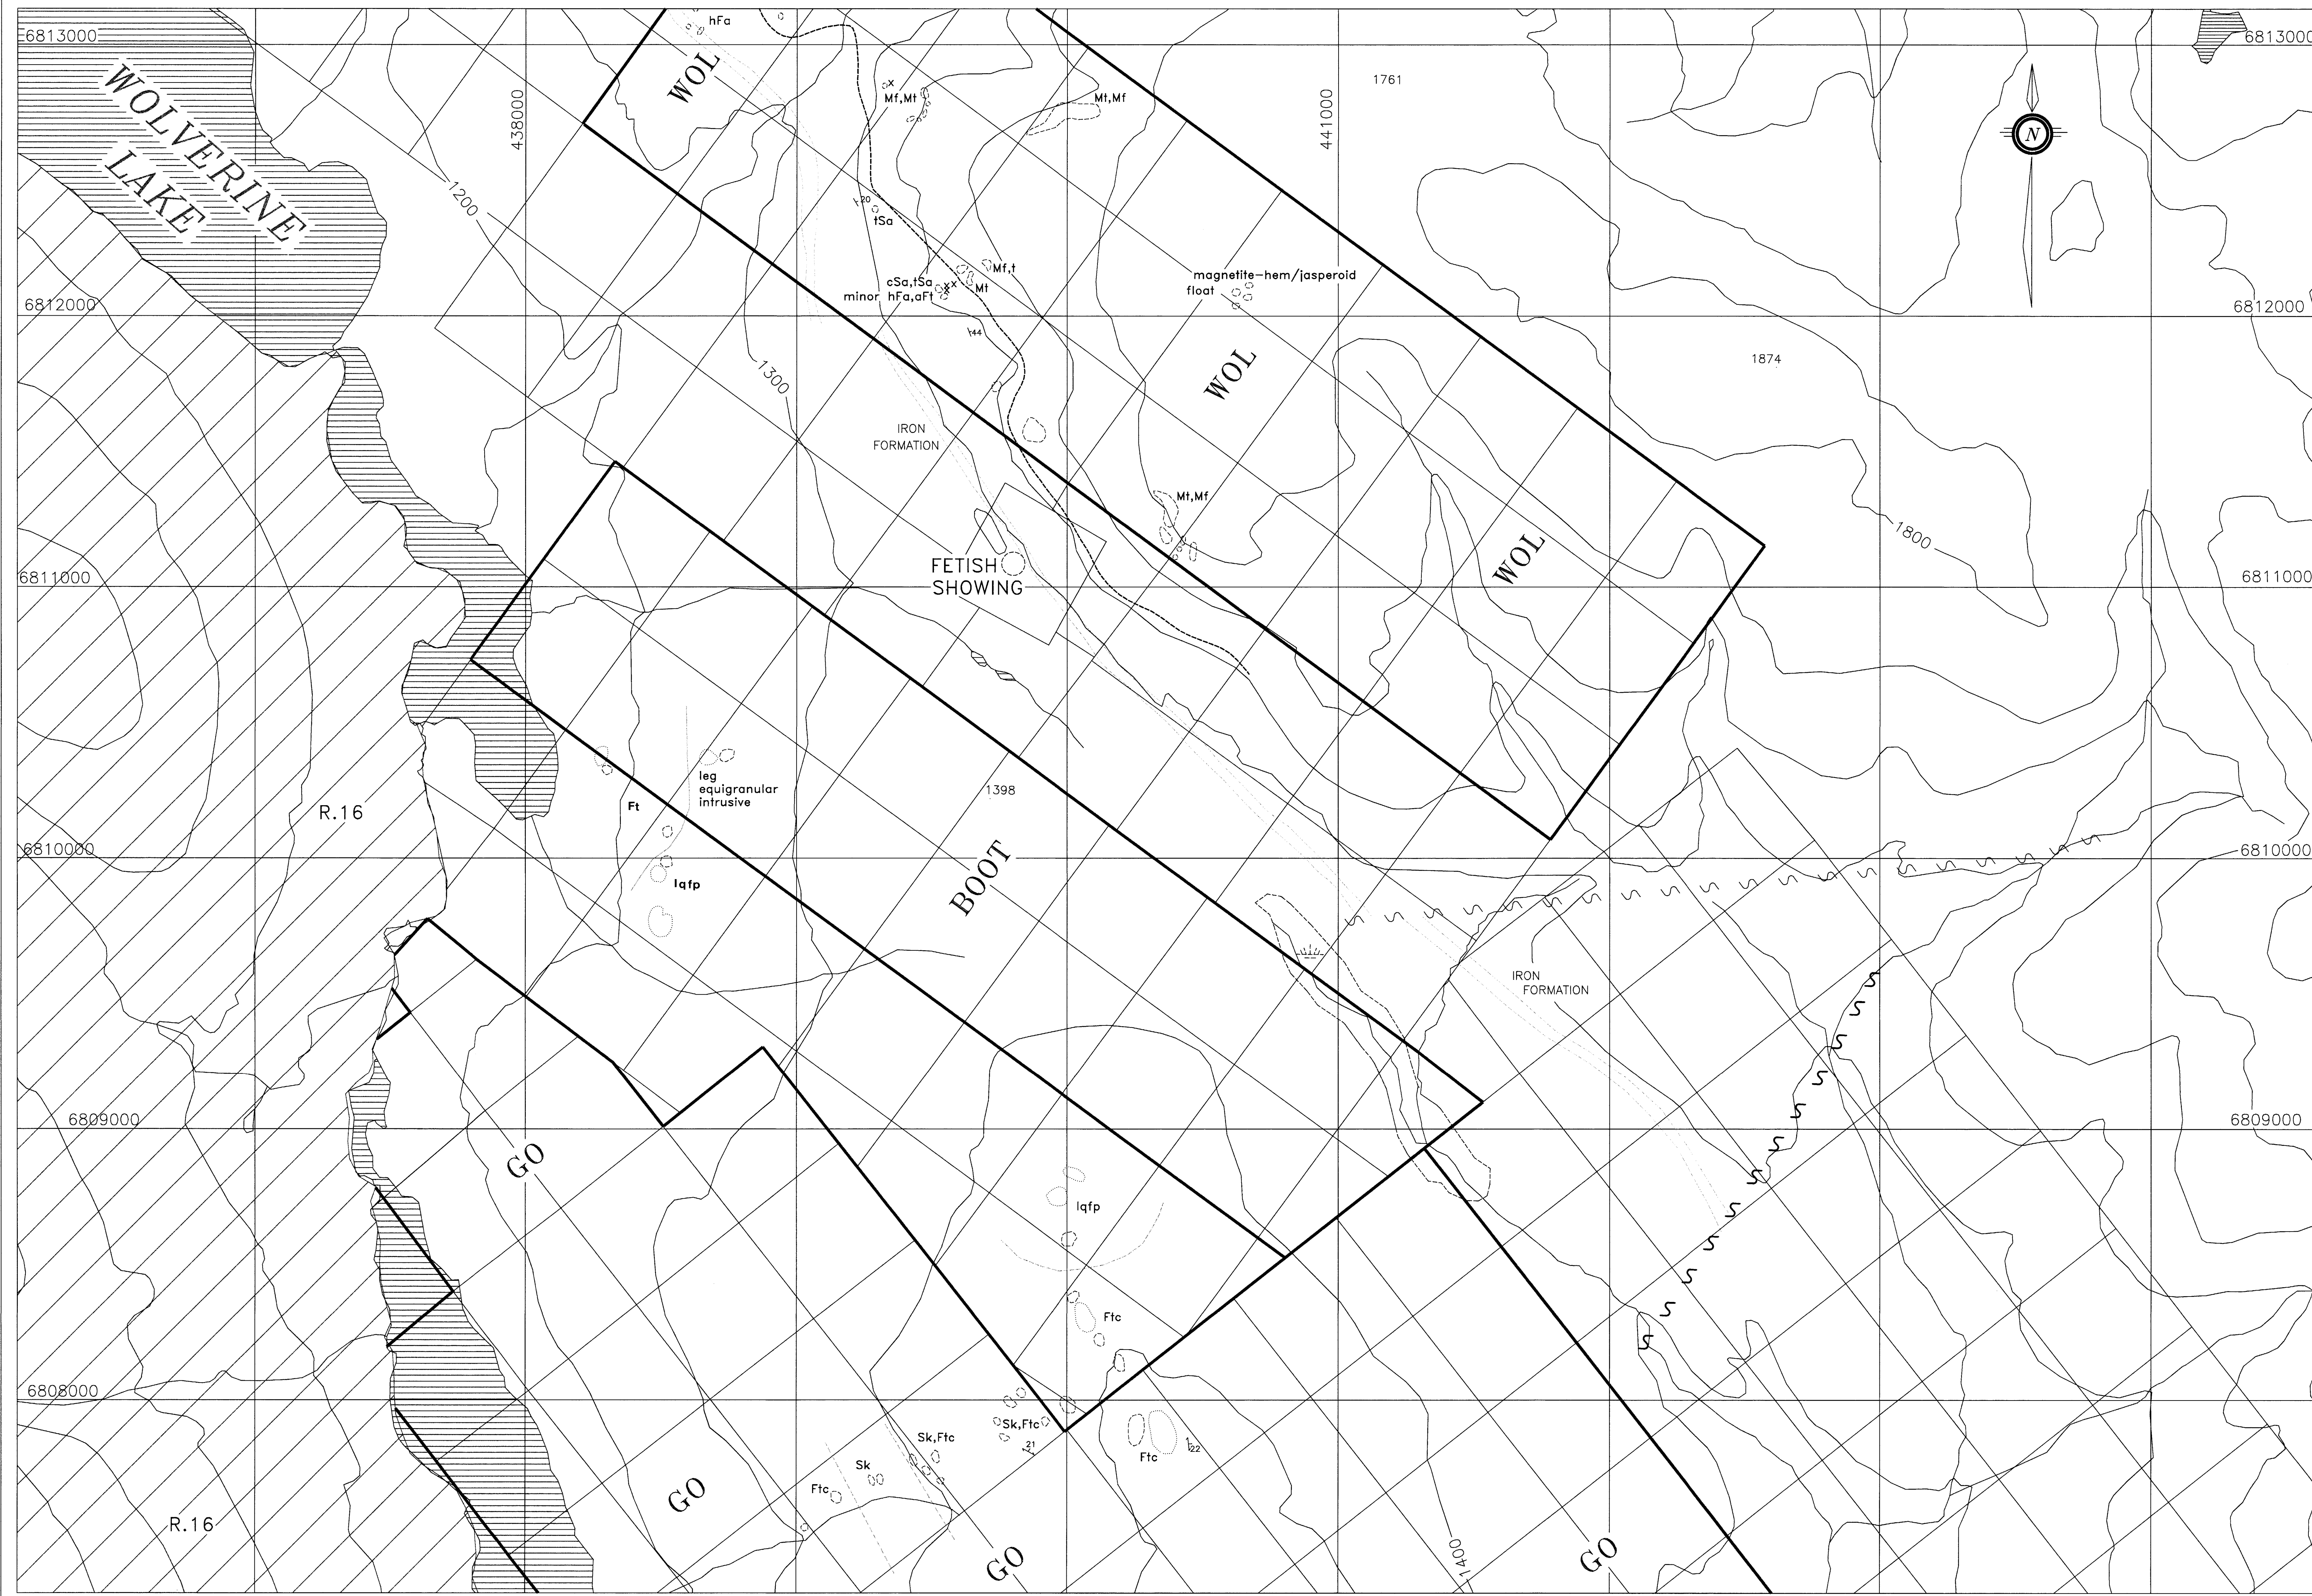 6813000
hFa
6813000
WOL
1761
WOLVERINE
LAKE
438000
x
Mf,Mt
Mt,Mf
441000
N
1200
20
tSa
Mf,t
cSa,tSa
xx
x
Mt
minor hFa,aFt
magnetite-hem/jasperoid
float
6812000
6812000
44
WOL
1874
1300
IRON
FORMATION
Mt,Mf
1800
WOL
FETISH
SHOWING
6811000
6811000
leg
equigranular
intrusive
Ft
1398
R.16
6810000
6810000
lqfp
BOOT
IRON
FORMATION
6809000
6809000
GO
lqfp
Ftc
6808000
Sk,Ftc
Sk,Ftc
21
22
Ftc
Sk
Ftc
GO
R.16
GO
1400
GO